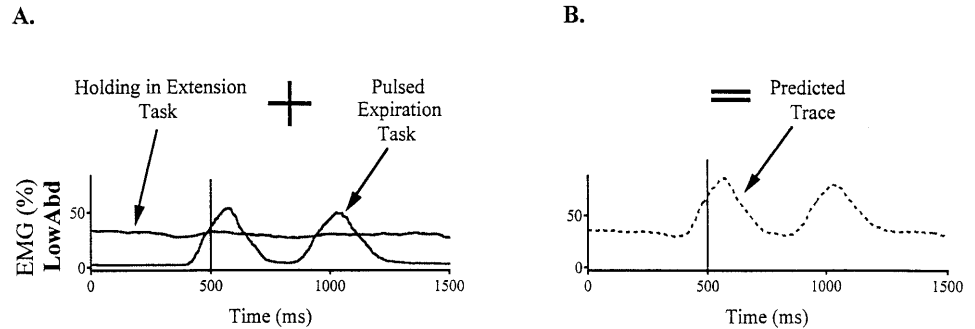 A.
Holding in Extension
Task
Pulsed
Expiration
Task
EMG (%)
LowAbd
50
0
0
500
1000
1500
Time (ms)
B.
Predicted
Trace
50
0
0
500
1000
1500
Time (ms)